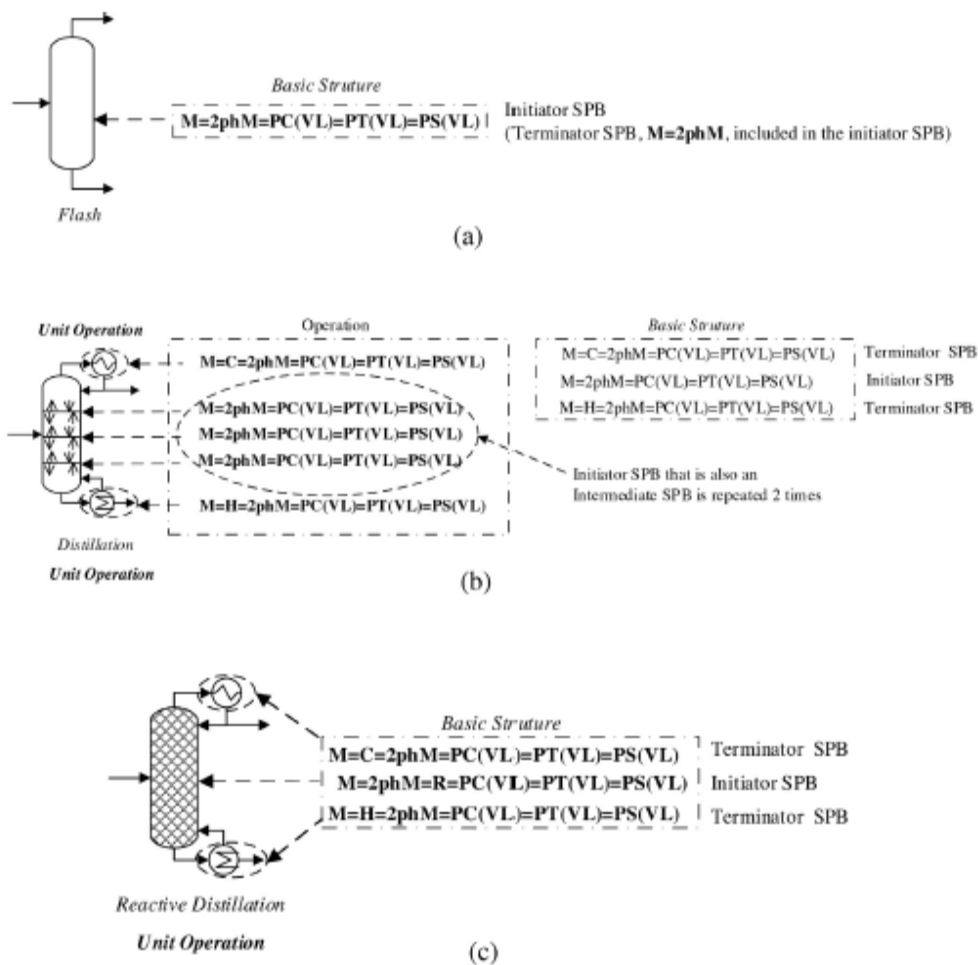 Basic Struture
M=2phM=PC(VL)=PT(VL)=PS(VL)
Initiator SPB
(Terminator SPB, M=2phM, included in the initiator SPB)
Flash
(a)
Unit Operation
Operation
Basic Struture
M=C=2phM=PC(VL)=PT(VL)=PS(VL)
M=C=2phM=PC(VL)=PT(VL)=PS(VL)
Terminator SPB
M=2phM=PC(VL)=PT(VL)=PS(VL)
Initiator SPB
M=H=2phM=PC(VL)=PT(VL)=PS(VL)
Terminator SPB
M=2phM=PC(VL)=PT(VL)=PS(VL)
M=2phM=PC(VL)=PT(VL)=PS(VL)
M=2phM=PC(VL)=PT(VL)=PS(VL)
Initiator SPB that is also an
Intermediate SPB is repeated 2 times
M=H=2phM=PC(VL)=PT(VL)=PS(VL)
Distillation
Unit Operation
(b)
Basic Struture
M=C=2phM=PC(VL)=PT(VL)=PS(VL)
Terminator SPB
M=2phM=R=PC(VL)=PT(VL)=PS(VL)
Initiator SPB
M=H=2phM=PC(VL)=PT(VL)=PS(VL)
Terminator SPB
Reactive Distillation
Unit Operation
(c)